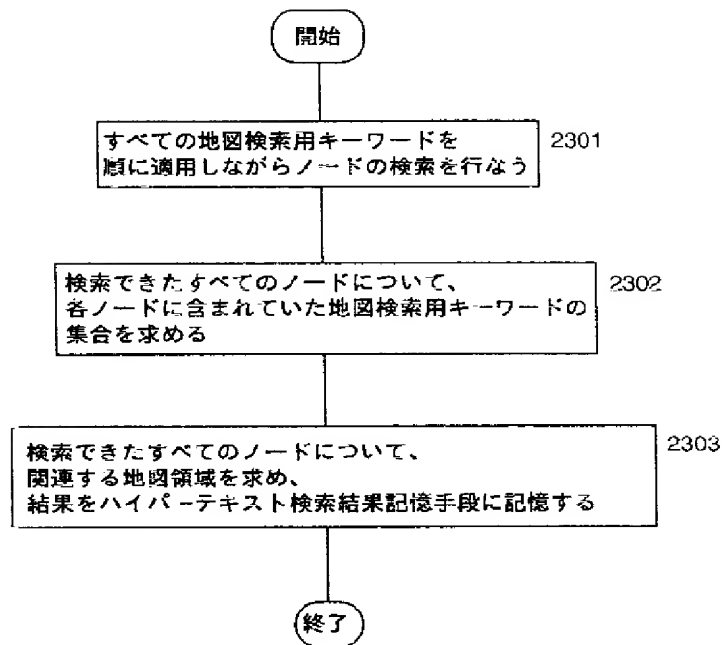 開始
すべての地図検索用キーワードを
順に適用しながらノードの検索を行なう
2301
検索できたすべてのノードについて、
各ノードに含まれていた地図検索用キーワードの
集合を求める
2302
検索できたすべてのノードについて、
関連する地図領域を求め、
結果をハイパーテキスト検索結果記憶手段に記憶する
2303
終了